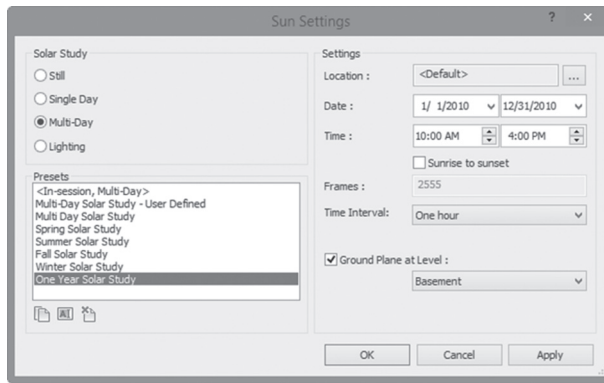 Sun Settings
? ×
Solar Study
Still
Single Day
Multi-Day
Lighting
Presets
<In-session, Multi-Day>
Multi-Day Solar Study - User Defined
Multi Day Solar Study
Spring Solar Study
Summer Solar Study
Fall Solar Study
Winter Solar Study
One Year Solar Study
AI
Settings
Location : <Default> ...
Date : 1/ 1/2010 12/31/2010
Time : 10:00 AM 4:00 PM
Sunrise to sunset
Frames : 2555
Time Interval: One hour
Ground Plane at Level :
Basement
OK Cancel Apply